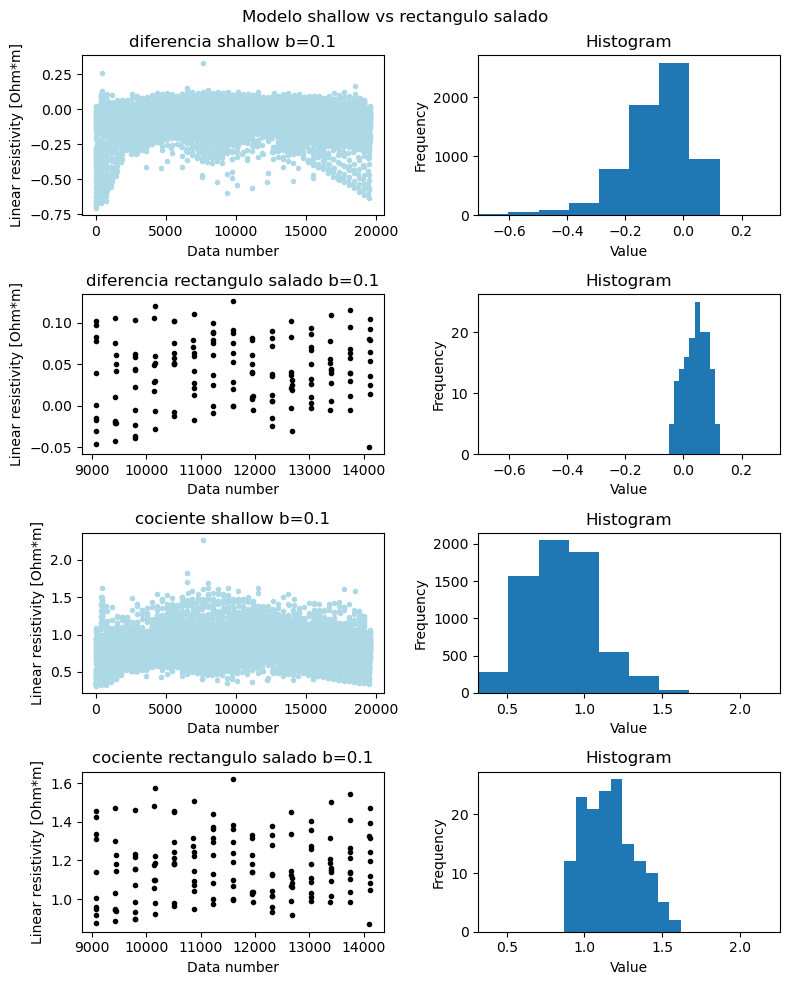 Modelo shallow vs rectangulo salado
diferencia shallow b=0.1
Linear resistivity [Ohm*m]
0.25
0.00
−0.25
−0.50
−0.75
0 5000 10000 15000 20000
Data number
Histogram
Frequency
2000
1000
0
−0.6 −0.4 −0.2 0.0 0.2
Value
diferencia rectangulo salado b=0.1
Linear resistivity [Ohm*m]
0.10
0.05
0.00
−0.05
9000 10000 11000 12000 13000 14000
Data number
Histogram
Frequency
20
10
0
−0.6 −0.4 −0.2 0.0 0.2
Value
cociente shallow b=0.1
Linear resistivity [Ohm*m]
2.0
1.5
1.0
0.5
0 5000 10000 15000 20000
Data number
Histogram
Frequency
2000
1500
1000
500
0
0.5 1.0 1.5 2.0
Value
cociente rectangulo salado b=0.1
Linear resistivity [Ohm*m]
1.6
1.4
1.2
1.0
9000 10000 11000 12000 13000 14000
Data number
Histogram
Frequency
20
10
0
0.5 1.0 1.5 2.0
Value